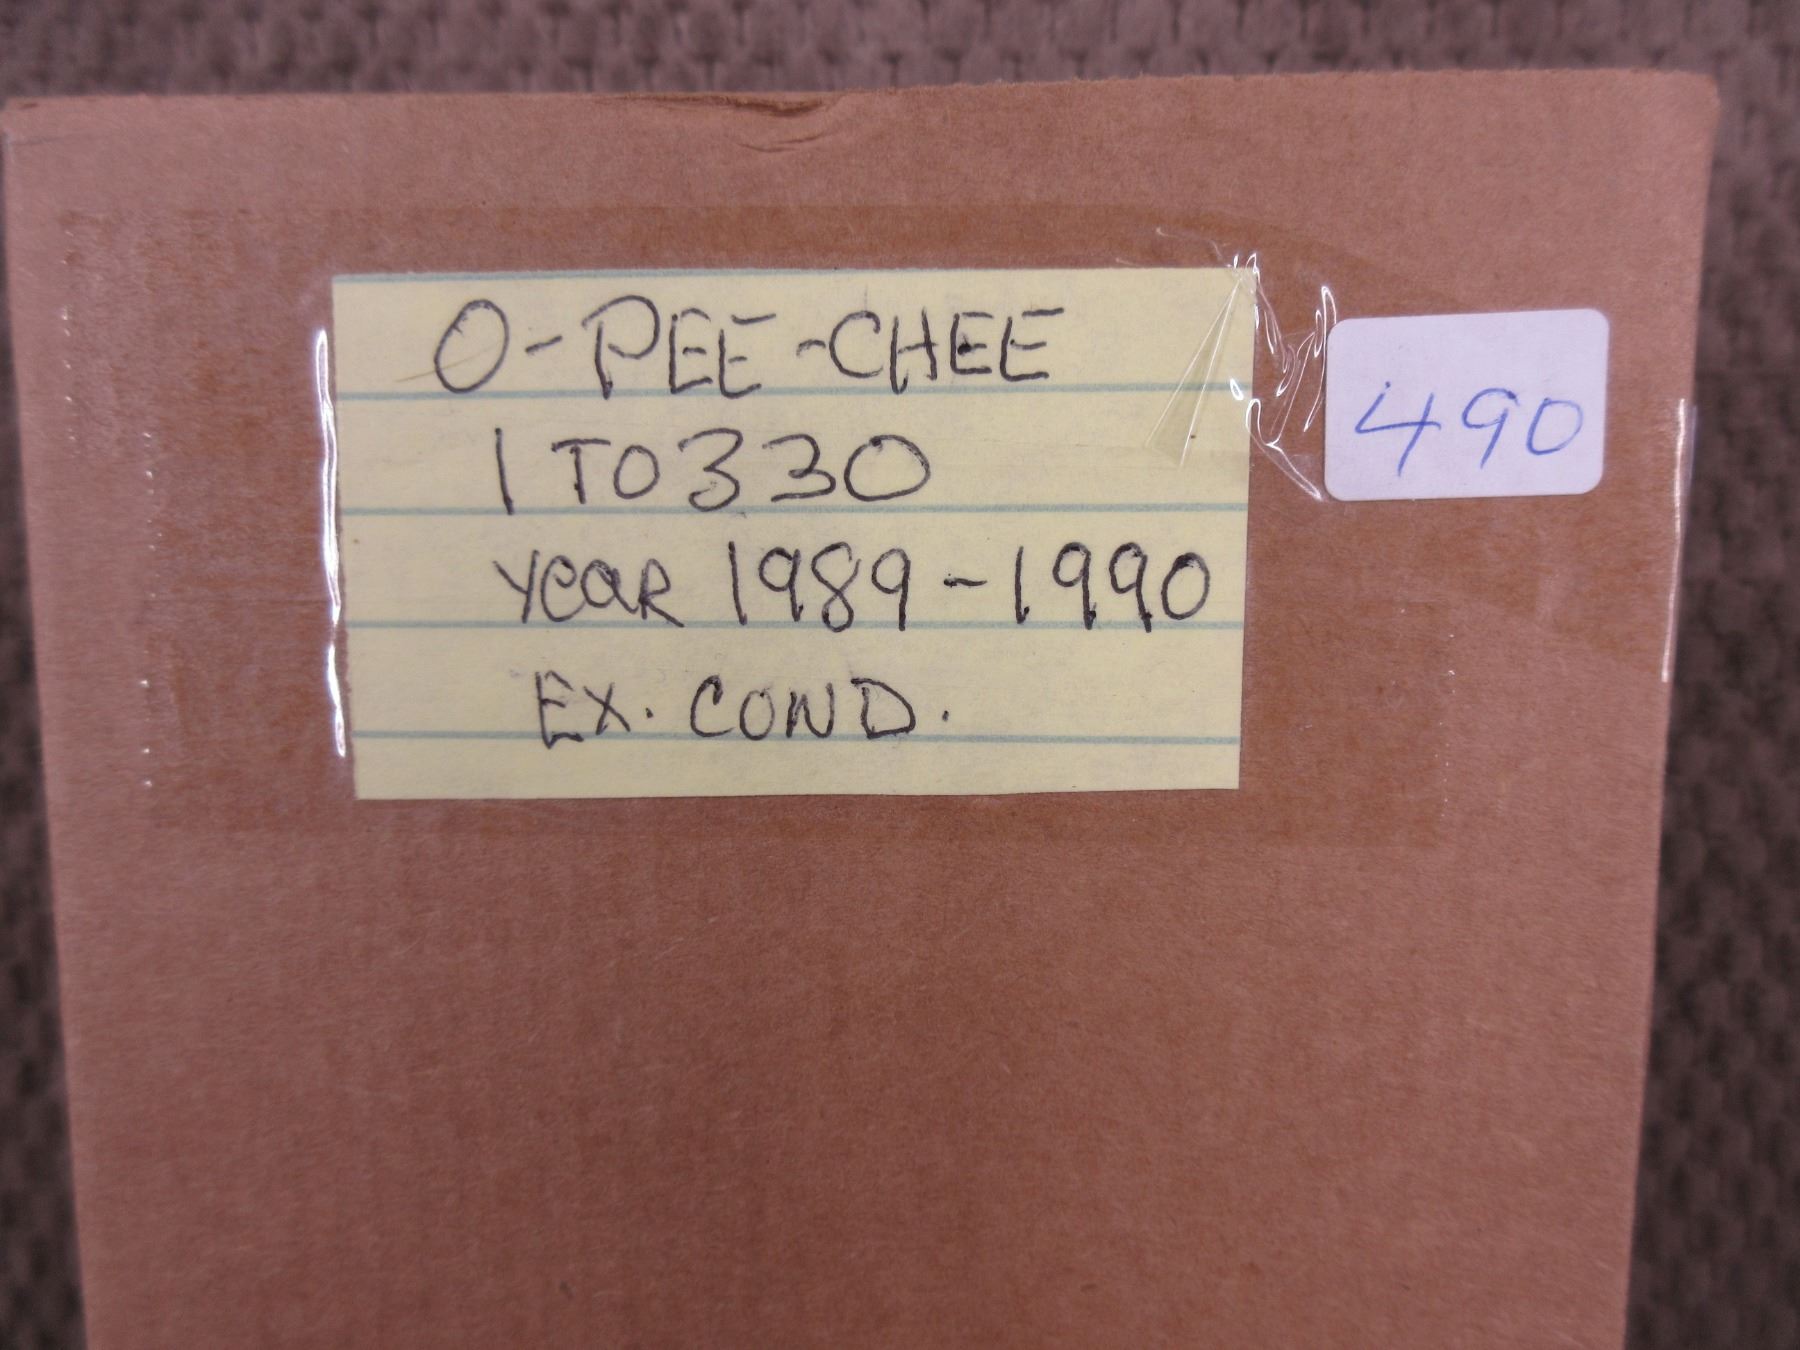 O-PEE-CHEE
1 TO 330
YeaR 1989-1990
EX. COND.
490